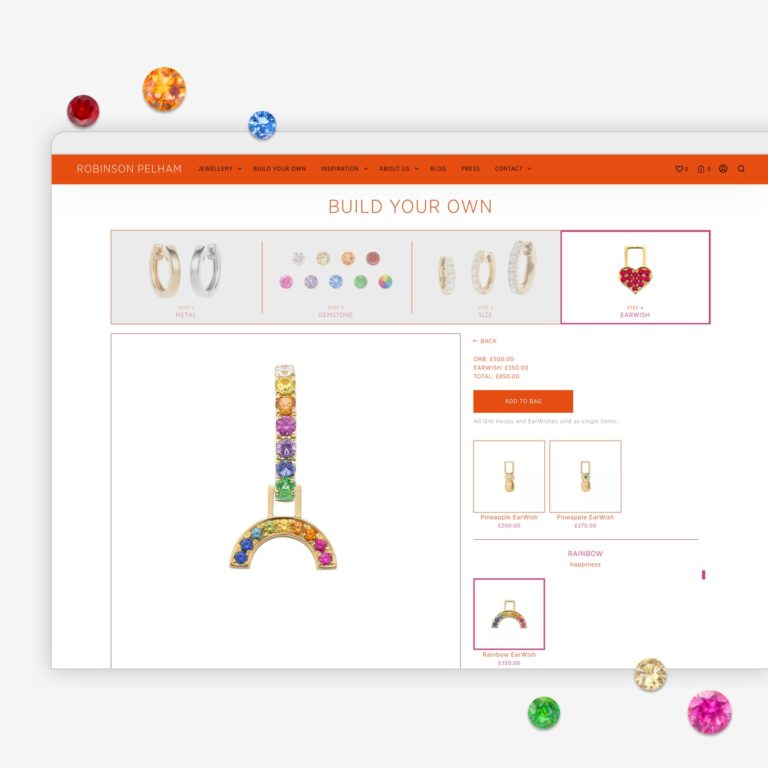 ROBINSON PELHAM
JEWELLERY
BUILD YOUR OWN
INSPIRATION
ABOUT US
BLOG
PRESS
CONTACT
0
0
BUILD YOUR OWN
STEP 1
METAL
STEP 2
GEMSTONE
STEP 3
SIZE
STEP 4
EARWISH
← BACK
ORB: £500.00
EARWISH: £350.00
TOTAL: £850.00
ADD TO BAG
All Orb Hoops and EarWishes sold as single items.
Pineapple EarWish
£200.00
Pineapple EarWish
£270.00
RAINBOW
happiness
Rainbow EarWish
£350.00